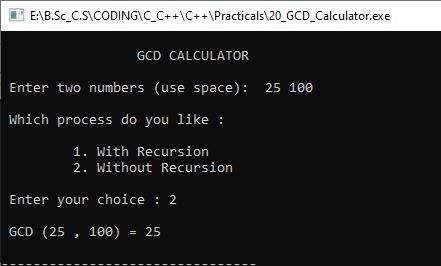 E:\B.Sc_C.S\CODING\C_C++\C++\Practicals\20_GCD_Calculator.exe
GCD CALCULATOR
Enter two numbers (use space):  25 100
Which process do you like :
1. With Recursion
2. Without Recursion
Enter your choice : 2
GCD (25 , 100) = 25
--------------------------------